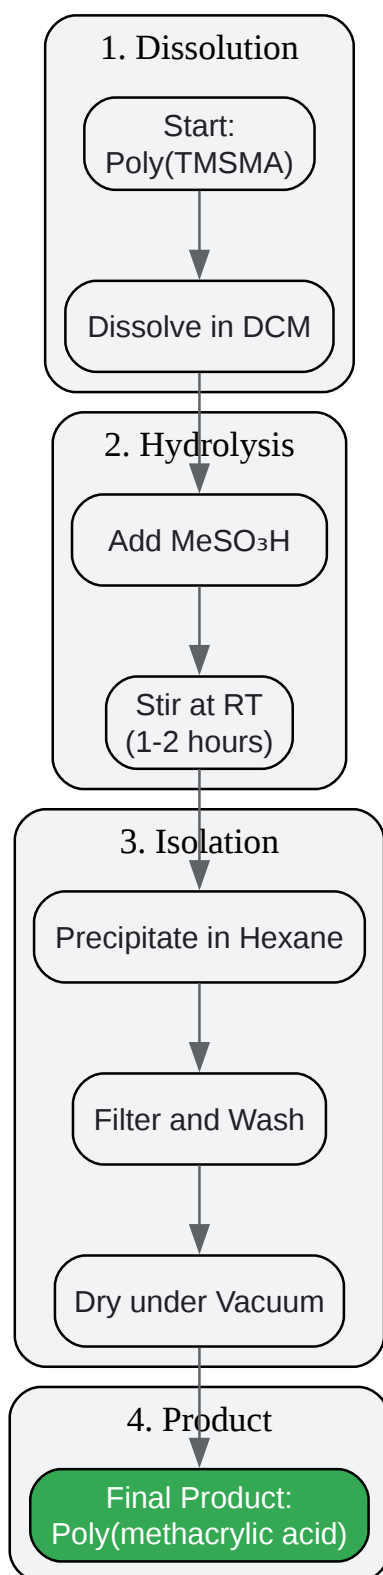 1. Dissolution
Start:
Poly(TMSMA)
Dissolve in DCM
2. Hydrolysis
Add MeSO₃H
Stir at RT
(1-2 hours)
3. Isolation
Precipitate in Hexane
Filter and Wash
Dry under Vacuum
4. Product
Final Product:
Poly(methacrylic acid)